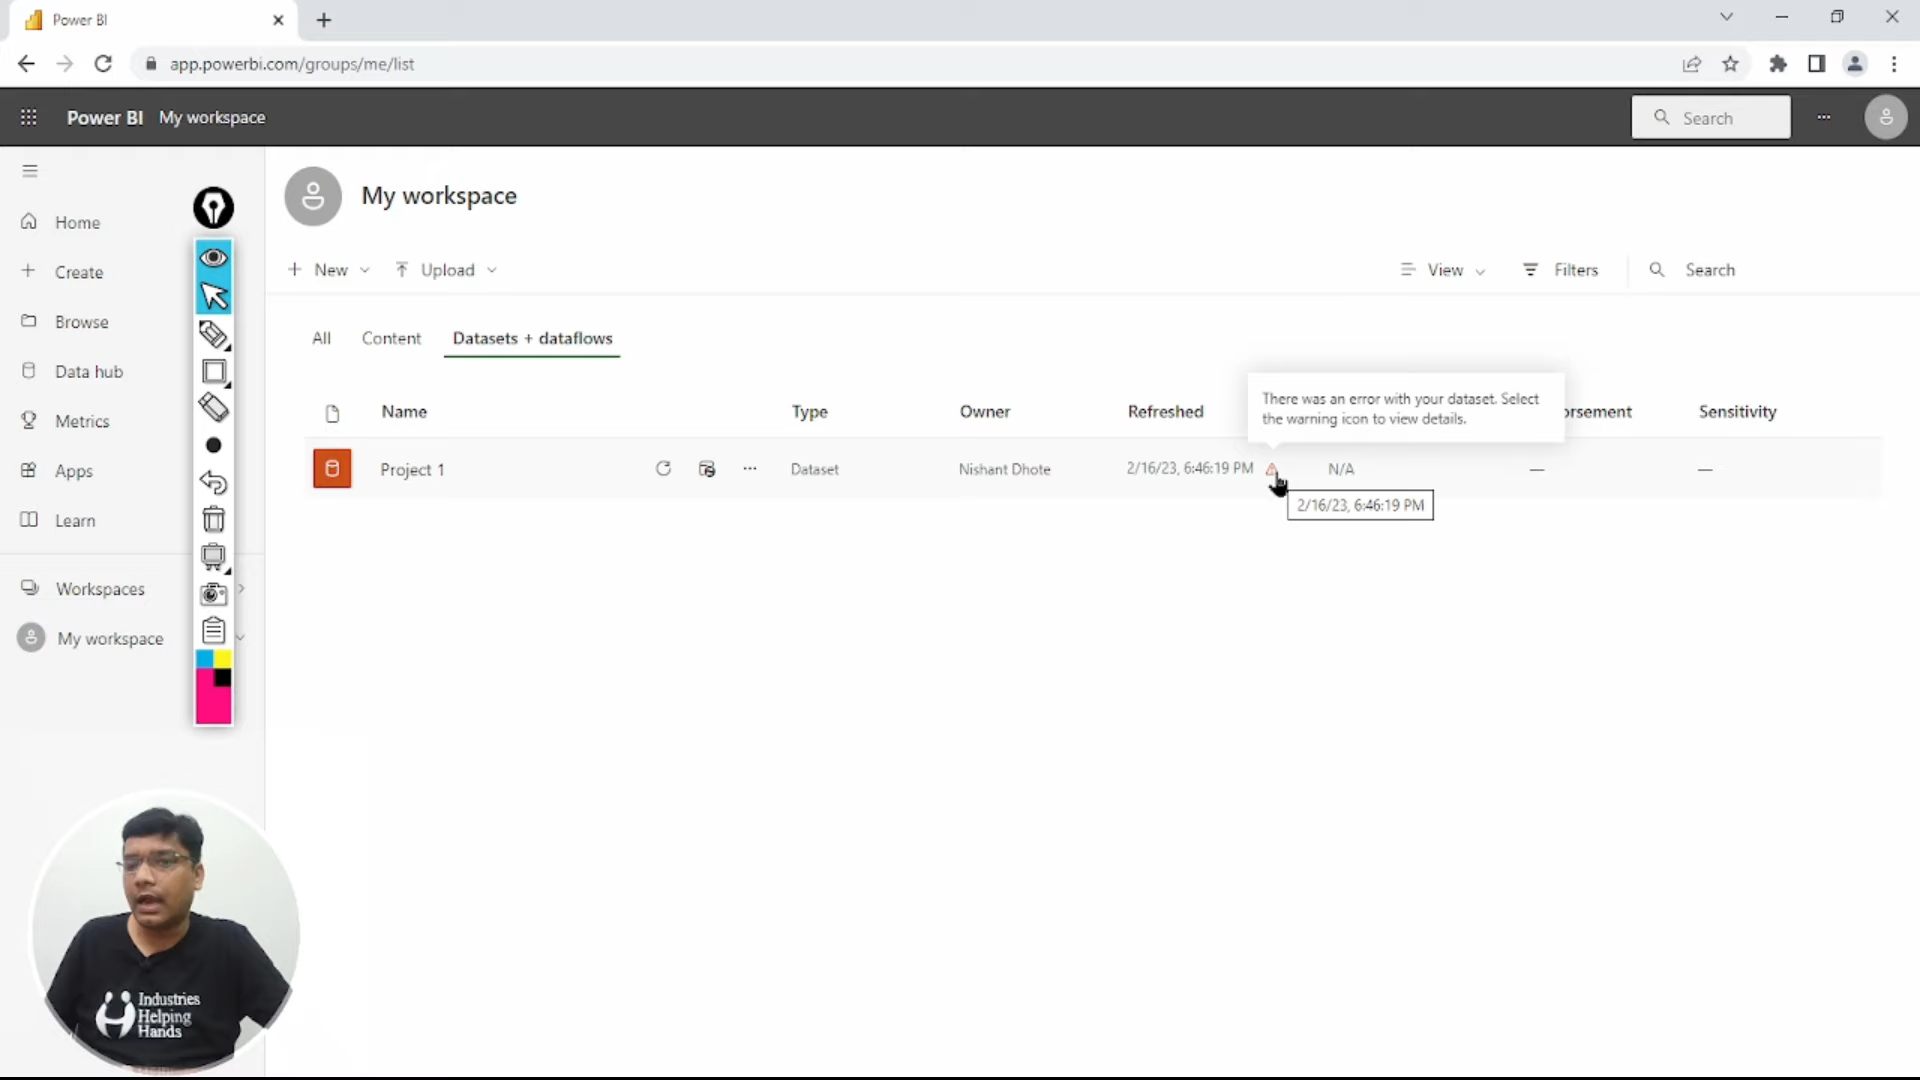 Power BI
app.powerbi.com/groups/me/list
Power BI My workspace
Search
My workspace
Home
Create
Browse
Data hub
Metrics
Apps
Learn
Workspaces
My workspace
New
Upload
View
Filters
Search
All
Content
Datasets + dataflows
There was an error with your dataset. Select
the warning icon to view details.
Name
Type
Owner
Refreshed
orsement
Sensitivity
Project 1
Dataset
Nishant Dhote
2/16/23, 6:46:19 PM
N/A
—
—
2/16/23, 6:46:19 PM
Industries
Helping
Hands